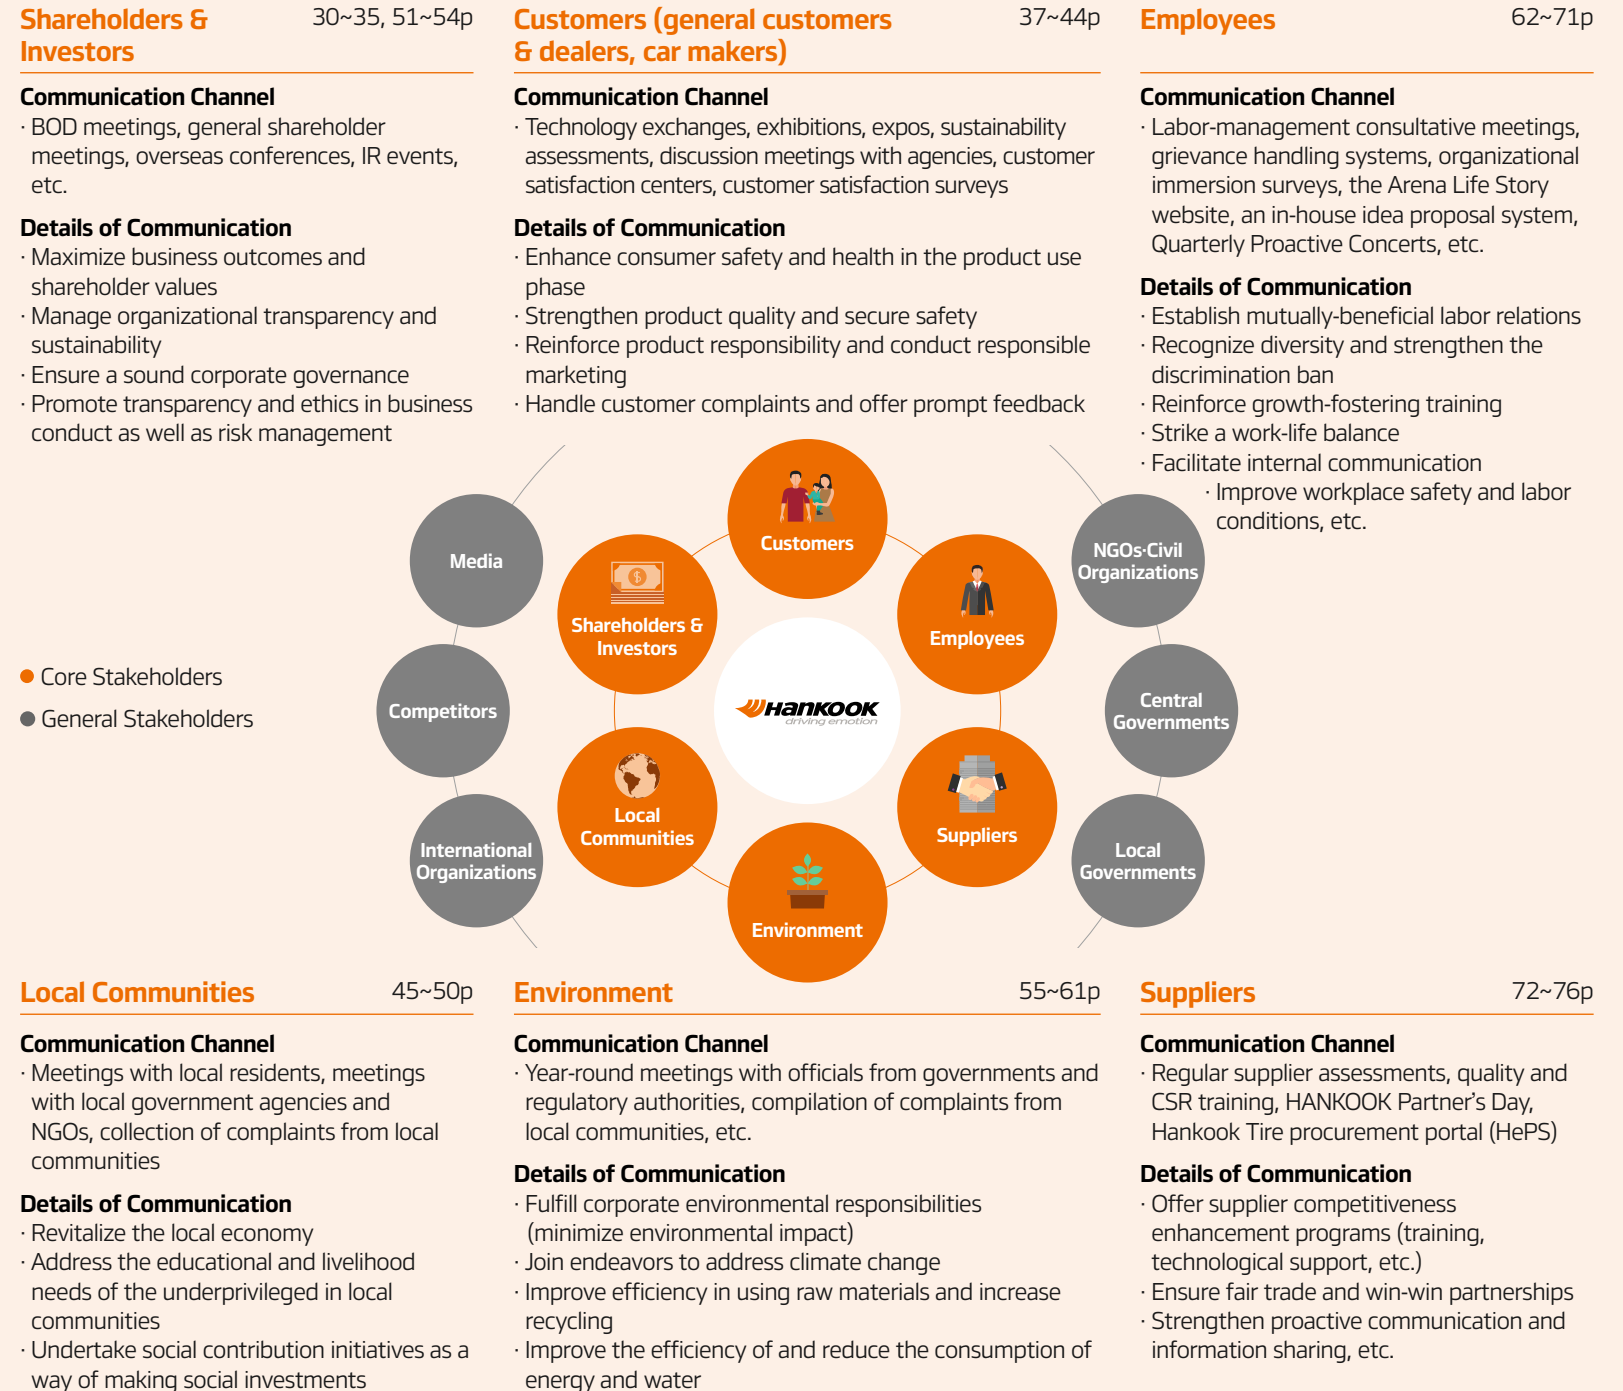 Shareholders &
Investors
30~35, 51~54p
Communication Channel
· BOD meetings, general shareholder
meetings, overseas conferences, IR events,
etc.
Details of Communication
· Maximize business outcomes and
shareholder values
· Manage organizational transparency and
sustainability
· Ensure a sound corporate governance
· Promote transparency and ethics in business
conduct as well as risk management
Customers (general customers
& dealers, car makers)
37~44p
Communication Channel
· Technology exchanges, exhibitions, expos, sustainability
assessments, discussion meetings with agencies, customer
satisfaction centers, customer satisfaction surveys
Details of Communication
· Enhance consumer safety and health in the product use
phase
· Strengthen product quality and secure safety
· Reinforce product responsibility and conduct responsible
marketing
· Handle customer complaints and offer prompt feedback
Employees
62~71p
Communication Channel
· Labor-management consultative meetings,
grievance handling systems, organizational
immersion surveys, the Arena Life Story
website, an in-house idea proposal system,
Quarterly Proactive Concerts, etc.
Details of Communication
· Establish mutually-beneficial labor relations
· Recognize diversity and strengthen the
discrimination ban
· Reinforce growth-fostering training
· Strike a work-life balance
· Facilitate internal communication
· Improve workplace safety and labor
conditions, etc.
Core Stakeholders
General Stakeholders
Media
Competitors
International
Organizations
Customers
Shareholders &
Investors
Employees
HANKOOK
driving emotion
Local
Communities
Suppliers
Environment
NGOs·Civil
Organizations
Central
Governments
Local
Governments
Local Communities
45~50p
Communication Channel
· Meetings with local residents, meetings
with local government agencies and
NGOs, collection of complaints from local
communities
Details of Communication
· Revitalize the local economy
· Address the educational and livelihood
needs of the underprivileged in local
communities
· Undertake social contribution initiatives as a
way of making social investments
Environment
55~61p
Communication Channel
· Year-round meetings with officials from governments and
regulatory authorities, compilation of complaints from
local communities, etc.
Details of Communication
· Fulfill corporate environmental responsibilities
(minimize environmental impact)
· Join endeavors to address climate change
· Improve efficiency in using raw materials and increase
recycling
· Improve the efficiency of and reduce the consumption of
energy and water
Suppliers
72~76p
Communication Channel
· Regular supplier assessments, quality and
CSR training, HANKOOK Partner’s Day,
Hankook Tire procurement portal (HePS)
Details of Communication
· Offer supplier competitiveness
enhancement programs (training,
technological support, etc.)
· Ensure fair trade and win-win partnerships
· Strengthen proactive communication and
information sharing, etc.